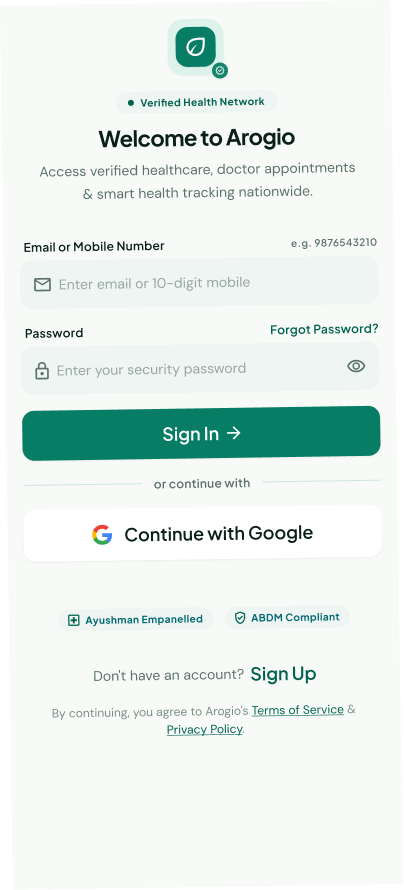 Verified Health Network
Welcome to Arogio
Access verified healthcare, doctor appointments
& smart health tracking nationwide.
Email or Mobile Number e.g. 9876543210
Enter email or 10-digit mobile
Password Forgot Password?
Enter your security password
Sign In →
or continue with
Continue with Google
Ayushman Empanelled ABDM Compliant
Don't have an account? Sign Up
By continuing, you agree to Arogio's Terms of Service &
Privacy Policy.